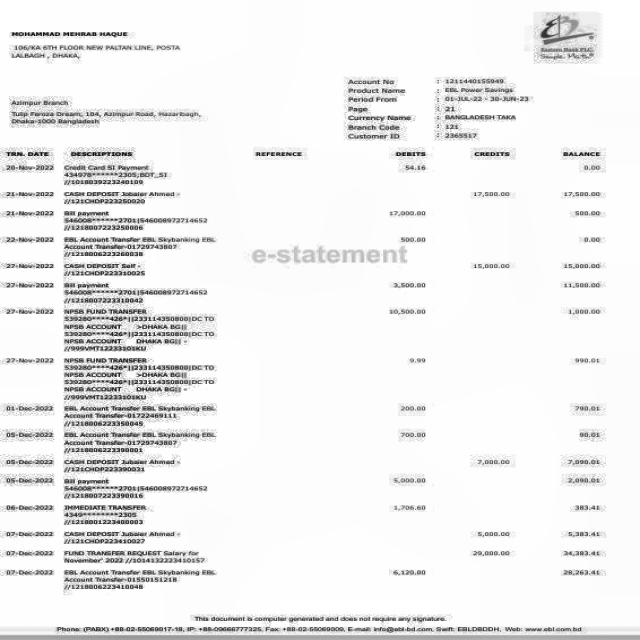 MOHAMMAD MEHRAB HAQUE
106/KA 6TH FLOOR NEW PALTAN LINE, POSTA
LALBAGH , DHAKA,
Eastern Bank PLC.
Simple Math
Account No : 1211440155949
Product Name : EBL Power Savings
Period From : 01-JUL-22 - 30-JUN-23
Page : 21
Currency Name : BANGLADESH TAKA
Branch Code : 121
Customer ID : 2365517
Azimpur Branch
Tulip Feroza Dream, 184, Azimpur Road, Hazaribagh,
Dhaka-1000 Bangladesh
TRN. DATE DESCRIPTIONS REFERENCE DEBITS CREDITS BALANCE
20-Nov-2022 Credit Card SI Payment 54.16 0.00
434978******2305;BDT_SI
//1018039223240109
21-Nov-2022 CASH DEPOSIT Jubaier Ahmed - 17,500.00 17,500.00
//121CHDP223250020
21-Nov-2022 Bill payment 17,000.00 500.00
546008******2701|546008972714652
//1218007223250006
22-Nov-2022 EBL Account Transfer EBL Skybanking EBL 500.00 0.00
Account Transfer-01729743807
//1218006223260038
e-statement
27-Nov-2022 CASH DEPOSIT Self - 15,000.00 15,000.00
//121CHDP223310025
27-Nov-2022 Bill payment 3,500.00 11,500.00
546008******2701|546008972714652
//1218007223310042
27-Nov-2022 NPSB FUND TRANSFER 10,500.00 1,000.00
539280****426*||233114350800|DC TO
NPSB ACCOUNT >DHAKA BG||
539280****426*||233114350800|DC TO
NPSB ACCOUNT DHAKA BG|| -
//999VMT12233101KU
27-Nov-2022 NPSB FUND TRANSFER 9.99 990.01
539280****426*||233114350800|DC TO
NPSB ACCOUNT >DHAKA BG||
539280****426*||233114350800|DC TO
NPSB ACCOUNT DHAKA BG|| -
//999VMT12233101KU
01-Dec-2022 EBL Account Transfer EBL Skybanking EBL 200.00 790.01
Account Transfer-01722469111
//1218006223350045
05-Dec-2022 EBL Account Transfer EBL Skybanking EBL 700.00 90.01
Account Transfer-01729743807
//1218006223390001
05-Dec-2022 CASH DEPOSIT Jubaier Ahmed - 7,000.00 7,090.01
//121CHDP223390031
05-Dec-2022 Bill payment 5,000.00 2,090.01
546008******2701|546008972714652
//1218007223390016
06-Dec-2022 IMMEDIATE TRANSFER 1,706.60 383.41
4349********2305
//1218001223400003
07-Dec-2022 CASH DEPOSIT Jubaier Ahmed - 5,000.00 5,383.41
//121CHDP223410027
07-Dec-2022 FUND TRANSFER REQUEST Salary for 29,000.00 34,383.41
November' 2022 //1014132223410157
07-Dec-2022 EBL Account Transfer EBL Skybanking EBL 6,120.00 28,263.41
Account Transfer-01550151218
//1218006223410048
This document is computer generated and does not require any signature.
Phone: (PABX) +88-02-55069017-18, IP: +88-09666777325, Fax: +88-02-55069009, E-mail: info@ebl-bd.com, Swift: EBLDBDDH, Web: www.ebl.com.bd